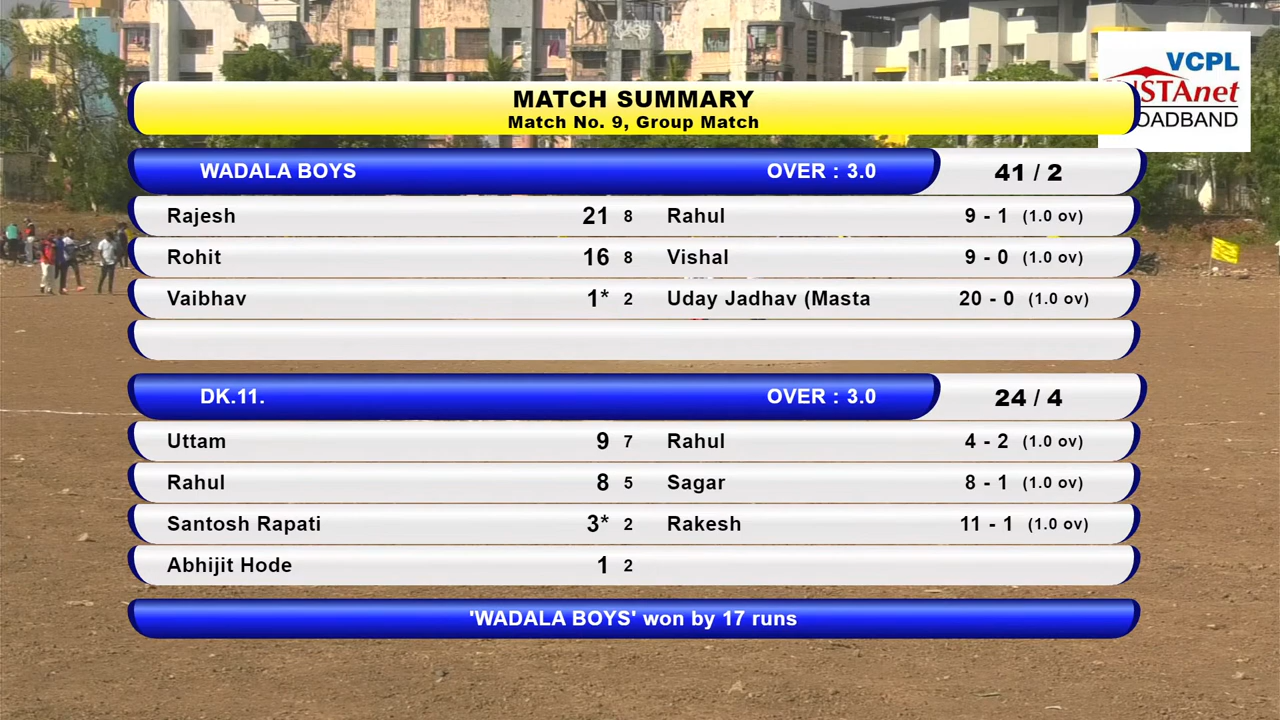 VCPL
INSTAnet
BROADBAND
MATCH SUMMARY
Match No. 9, Group Match
WADALA BOYS OVER : 3.0 41 / 2
Rajesh 21 8 Rahul 9 - 1 (1.0 ov)
Rohit 16 8 Vishal 9 - 0 (1.0 ov)
Vaibhav 1* 2 Uday Jadhav (Masta 20 - 0 (1.0 ov)
DK.11. OVER : 3.0 24 / 4
Uttam 9 7 Rahul 4 - 2 (1.0 ov)
Rahul 8 5 Sagar 8 - 1 (1.0 ov)
Santosh Rapati 3* 2 Rakesh 11 - 1 (1.0 ov)
Abhijit Hode 1 2
'WADALA BOYS' won by 17 runs